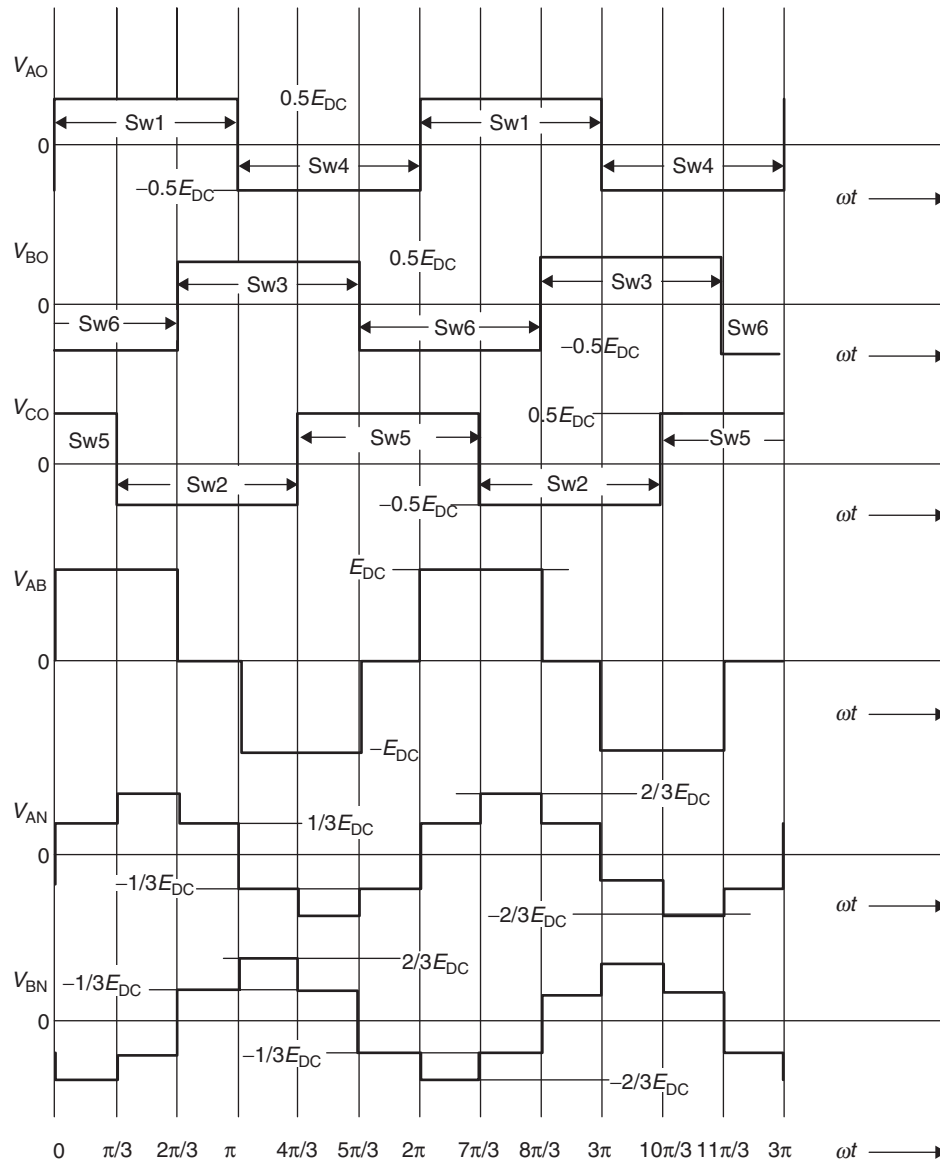 V_AO
0.5E_DC
Sw1 Sw1
0
Sw4 Sw4
−0.5E_DC
ωt
V_BO
0.5E_DC
Sw3 Sw3
0
Sw6 Sw6 Sw6
−0.5E_DC
ωt
V_CO
0.5E_DC
Sw5 Sw5 Sw5
0
Sw2 Sw2
−0.5E_DC
ωt
E_DC
V_AB
0
ωt
−E_DC
2/3E_DC
V_AN
1/3E_DC
0
−1/3E_DC
ωt
−2/3E_DC
2/3E_DC
V_BN
−1/3E_DC
0
−1/3E_DC
−2/3E_DC
0 π/3 2π/3 π 4π/3 5π/3 2π 7π/3 8π/3 3π 10π/3 11π/3 3π ωt